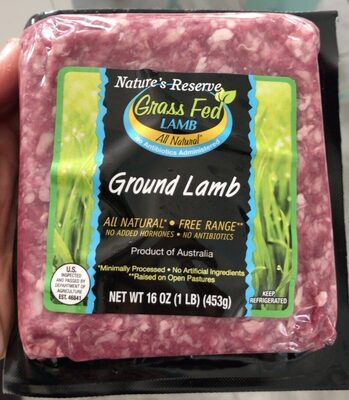 Nature's Reserve
Grass Fed
LAMB
All Natural*
No Antibiotics Administered
Ground Lamb
ALL NATURAL* • FREE RANGE**
NO ADDED HORMONES • NO ANTIBIOTICS
Product of Australia
*Minimally Processed • No Artificial Ingredients
**Raised on Open Pastures
U.S.
INSPECTED
AND PASSED BY
DEPARTMENT OF
AGRICULTURE
EST. 46841
KEEP
REFRIGERATED
NET WT 16 OZ (1 LB) (453g)